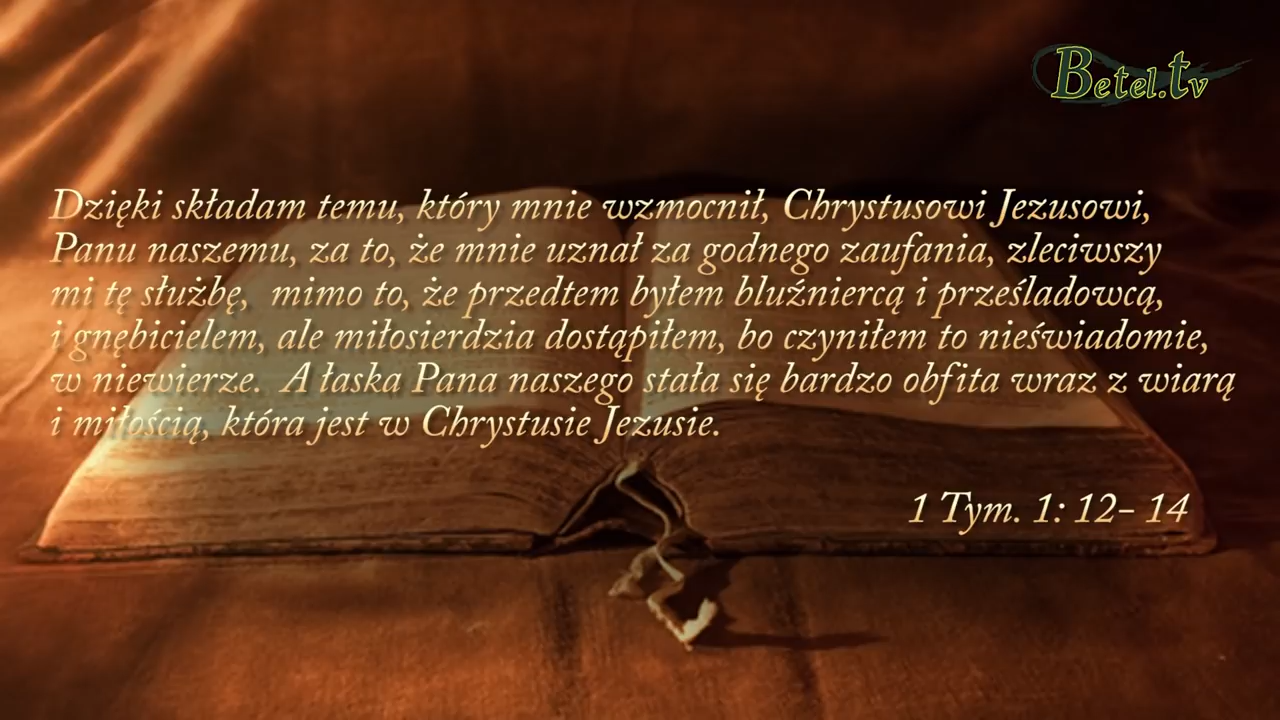 Betel.tv
Dzięki składam temu, który mnie wzmocnił, Chrystusowi Jezusowi,
Panu naszemu, za to, że mnie uznał za godnego zaufania, zleciwszy
mi tę służbę,  mimo to, że przedtem byłem bluźniercą i prześladowcą,
i gnębicielem, ale miłosierdzia dostąpiłem, bo czyniłem to nieświadomie,
w niewierze.  A łaska Pana naszego stała się bardzo obfita wraz z wiarą
i miłością, która jest w Chrystusie Jezusie.
1 Tym. 1: 12- 14